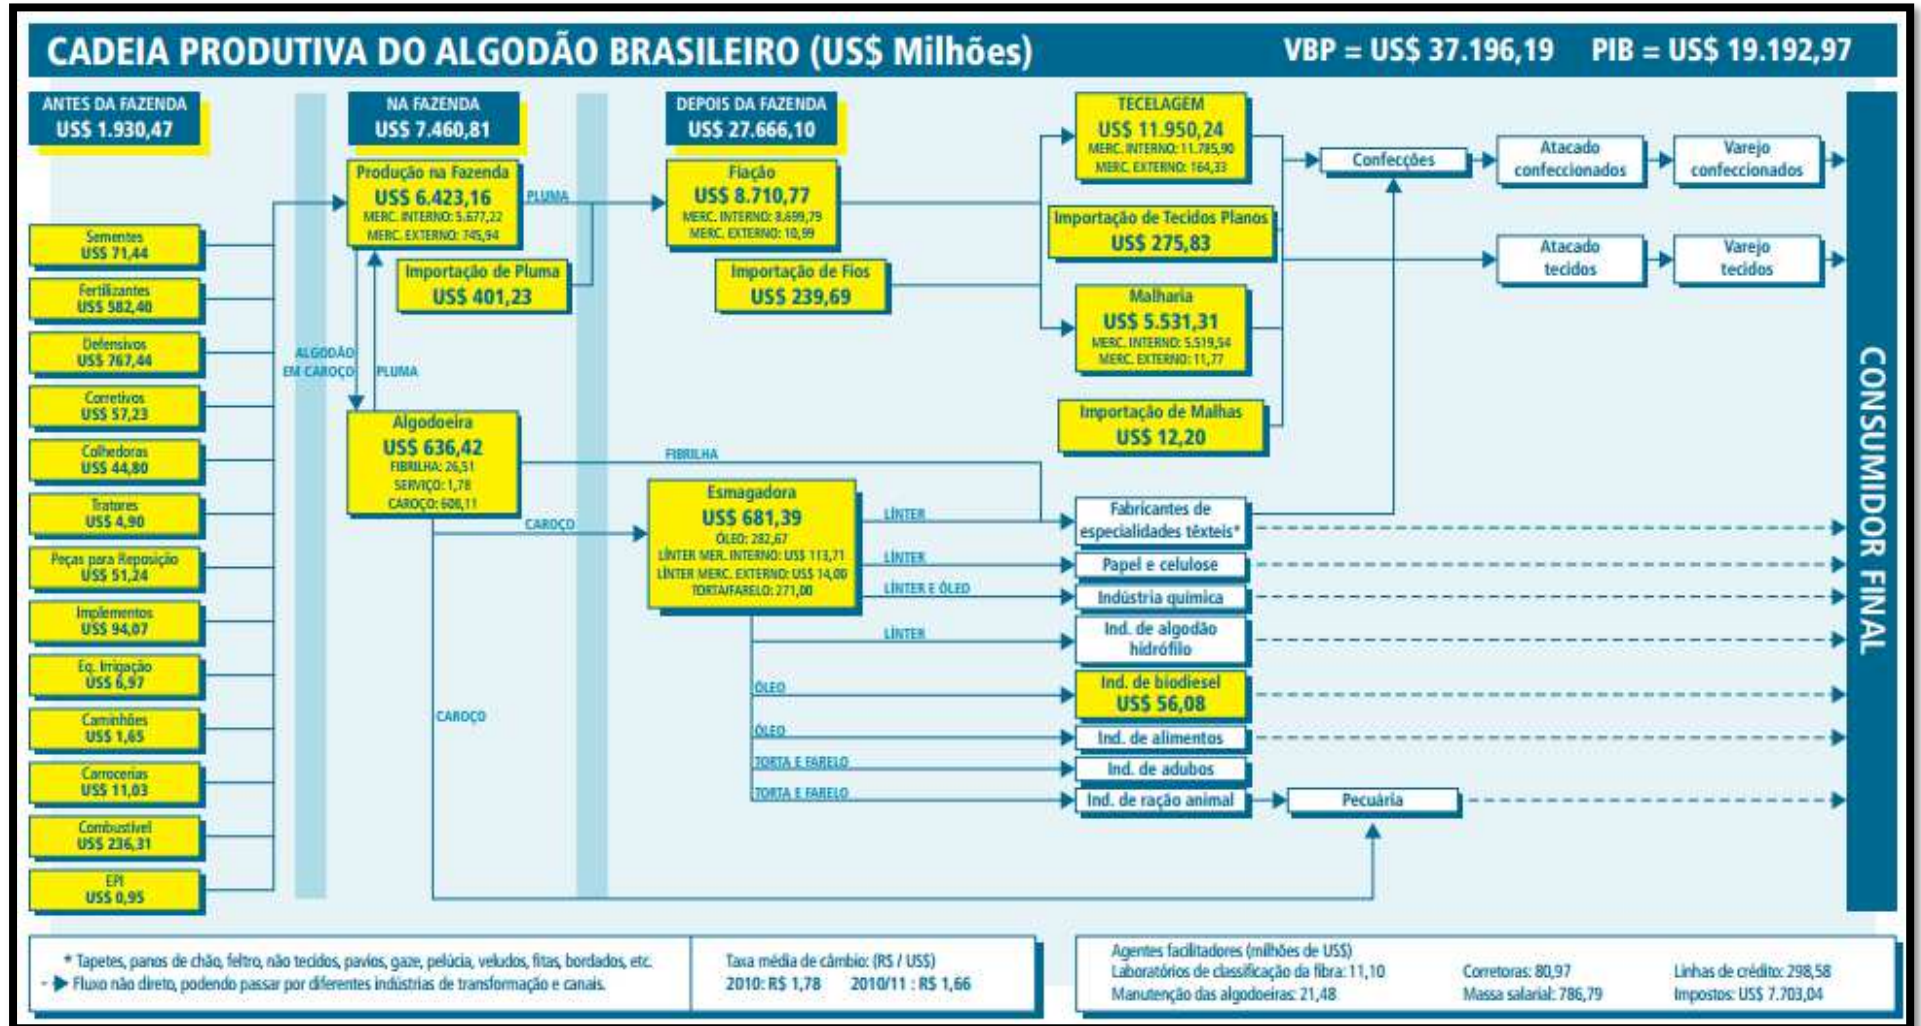 CADEIA PRODUTIVA DO ALGODÃO BRASILEIRO (US$ Milhões)
VBP = US$ 37.196,19 PIB = US$ 19.192,97
ANTES DA FAZENDA
US$ 1.930,47
NA FAZENDA
US$ 7.460,81
DEPOIS DA FAZENDA
US$ 27.666,10
Sementes
US$ 71,44
Fertilizantes
US$ 582,40
Defensivos
US$ 767,44
Corretivos
US$ 57,23
Colhedoras
US$ 44,80
Tratores
US$ 4,90
Peças para Reposição
US$ 51,24
Implementos
US$ 94,07
Eq. Irrigação
US$ 6,97
Caminhões
US$ 1,65
Carrocerias
US$ 11,03
Combustível
US$ 236,31
EPI
US$ 0,95
Produção na Fazenda
US$ 6.423,16
MERC. INTERNO: 5.677,22
MERC. EXTERNO: 745,94
PLUMA
Importação de Pluma
US$ 401,23
ALGODÃO
EM CAROÇO
PLUMA
Algodoeira
US$ 636,42
FIBRILHA: 26,51
SERVIÇO: 1,78
CAROÇO: 608,11
FIBRILHA
CAROÇO
CAROÇO
Fiação
US$ 8.710,77
MERC. INTERNO: 8.699,79
MERC. EXTERNO: 10,99
Importação de Fios
US$ 239,69
Esmagadora
US$ 681,39
ÓLEO: 282,67
LÍNTER MER. INTERNO: US$ 113,71
LÍNTER MERC. EXTERNO: US$ 14,00
TORTA/FARELO: 271,00
LÍNTER
LÍNTER
LÍNTER E ÓLEO
LÍNTER
ÓLEO
ÓLEO
TORTA E FARELO
TORTA E FARELO
TECELAGEM
US$ 11.950,24
MERC. INTERNO: 11.785,90
MERC. EXTERNO: 164,33
Importação de Tecidos Planos
US$ 275,83
Malharia
US$ 5.531,31
MERC. INTERNO: 5.519,54
MERC. EXTERNO: 11,77
Importação de Malhas
US$ 12,20
Fabricantes de
especialidades têxteis*
Papel e celulose
Indústria química
Ind. de algodão
hidrófilo
Ind. de biodiesel
US$ 56,08
Ind. de alimentos
Ind. de adubos
Ind. de ração animal
Pecuária
Confecções
Atacado
confeccionados
Varejo
confeccionados
Atacado
tecidos
Varejo
tecidos
CONSUMIDOR FINAL
* Tapetes, panos de chão, feltro, não tecidos, pavios, gaze, pelúcia, veludos, fitas, bordados, etc.
Fluxo não direto, podendo passar por diferentes indústrias de transformação e canais.
Taxa média de câmbio: (R$ / US$)
2010: R$ 1,78 2010/11 : R$ 1,66
Agentes facilitadores (milhões de US$)
Laboratórios de classificação da fibra: 11,10 Corretoras: 80,97 Linhas de crédito: 298,58
Manutenção das algodoeiras: 21,48 Massa salarial: 786,79 Impostos: US$ 7.703,04